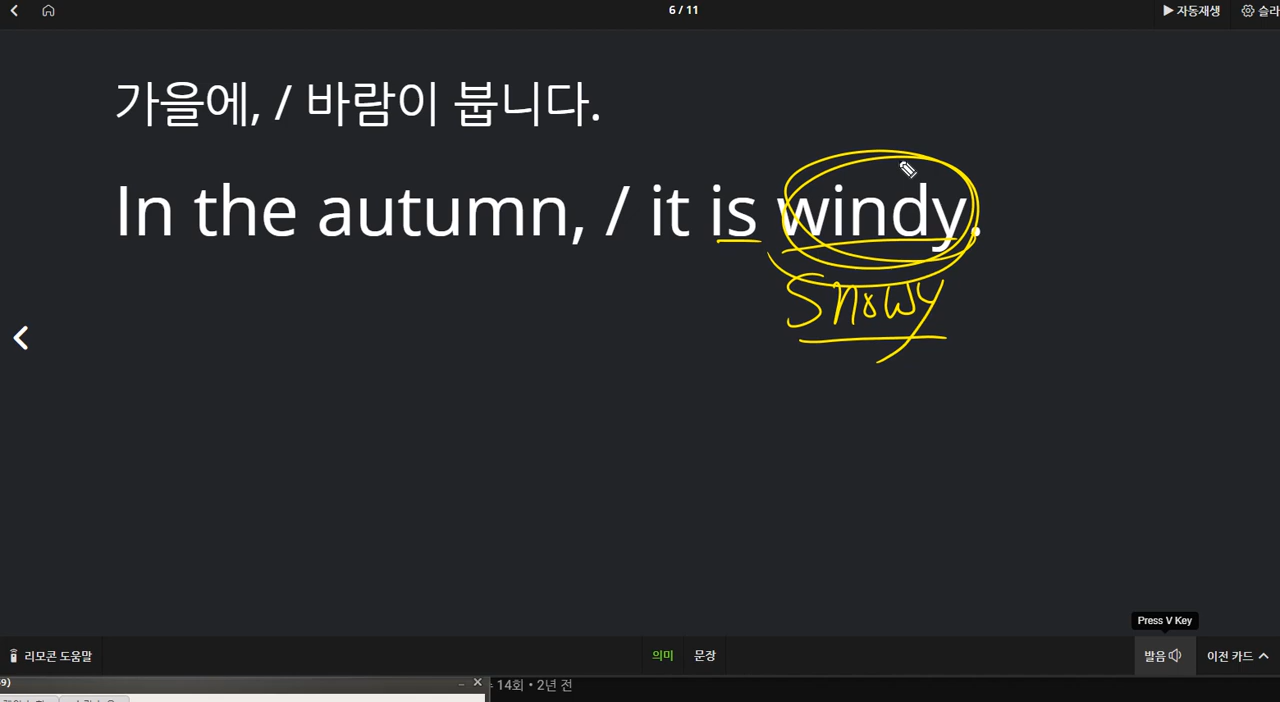 6 / 11
▶ 자동재생
슬라
가을에, / 바람이 붑니다.
In the autumn, / it is windy.
snowy
Press V Key
리모콘 도움말
의미
문장
발음
이전 카드
14회 • 2년 전